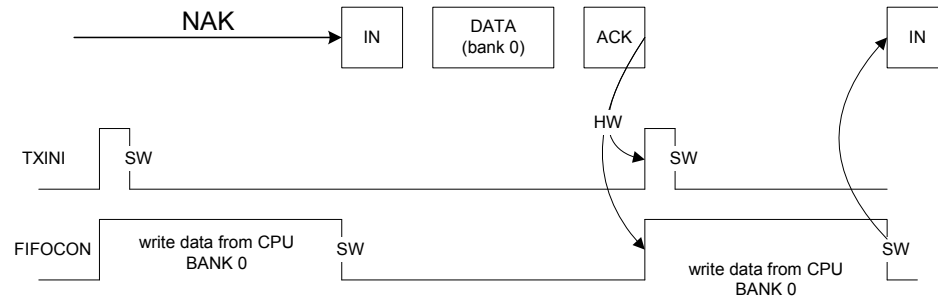 NAK
IN
DATA
(bank 0)
ACK
IN
HW
TXINI
SW
SW
FIFOCON
write data from CPU
BANK 0
SW
write data from CPU
BANK 0
SW